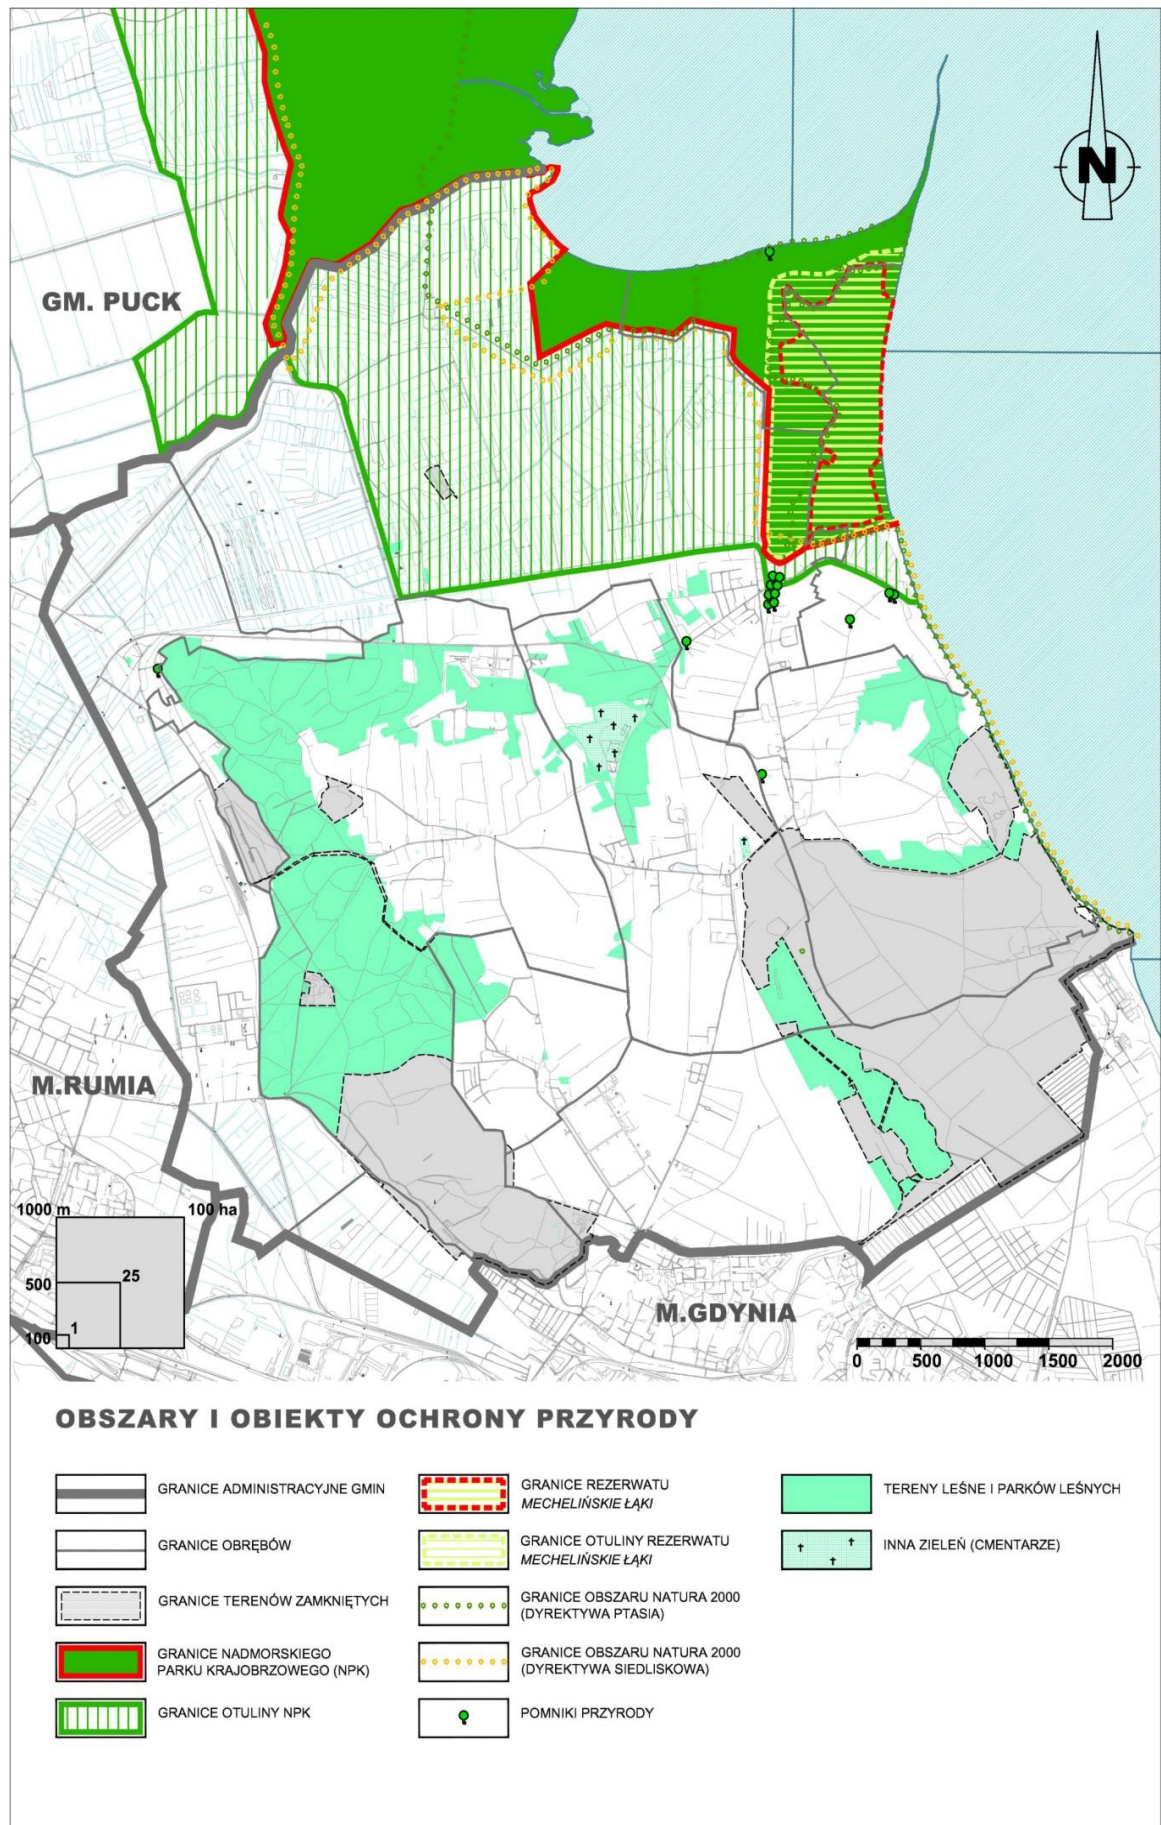 N
GM. PUCK
M.RUMIA
1000 m
100 ha
500
25
100
1
M.GDYNIA
0 500 1000 1500 2000
OBSZARY I OBIEKTY OCHRONY PRZYRODY
GRANICE ADMINISTRACYJNE GMIN
GRANICE OBRĘBÓW
GRANICE TERENÓW ZAMKNIĘTYCH
GRANICE NADMORSKIEGO
PARKU KRAJOBRZOWEGO (NPK)
GRANICE OTULINY NPK
GRANICE REZERWATU
MECHELIŃSKIE ŁĄKI
GRANICE OTULINY REZERWATU
MECHELIŃSKIE ŁĄKI
GRANICE OBSZARU NATURA 2000
(DYREKTYWA PTASIA)
GRANICE OBSZARU NATURA 2000
(DYREKTYWA SIEDLISKOWA)
POMNIKI PRZYRODY
TERENY LEŚNE I PARKÓW LEŚNYCH
INNA ZIELEŃ (CMENTARZE)